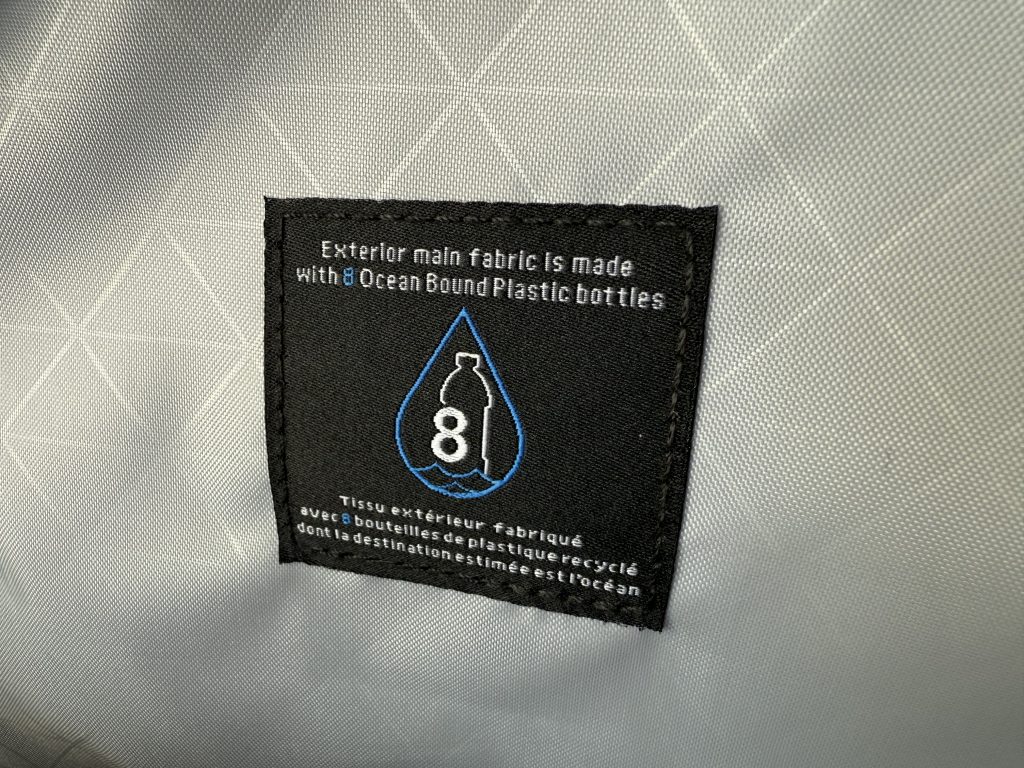 Exterior main fabric is made
with 8 Ocean Bound Plastic bottles
8
Tissu extérieur fabriqué
avec 8 bouteilles de plastique recyclé
dont la destination estimée est l'océan